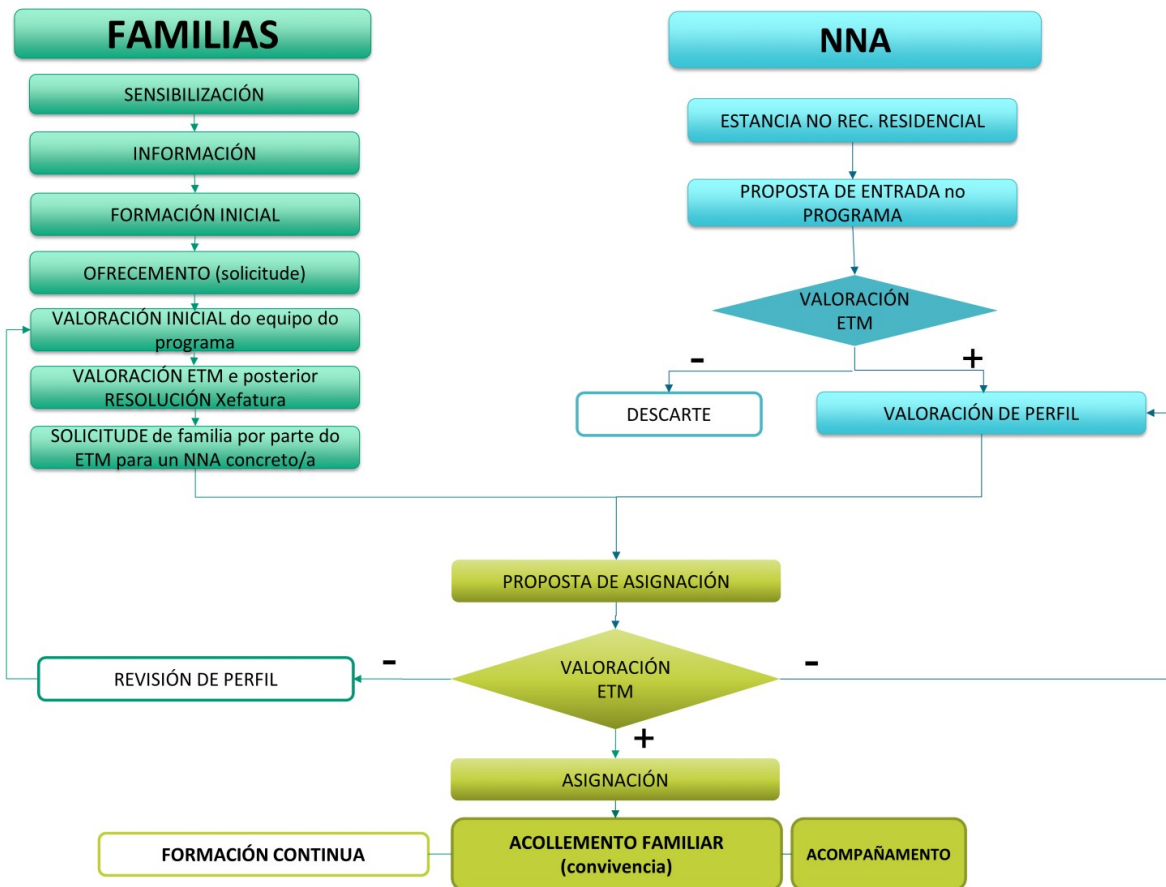 FAMILIAS
SENSIBILIZACIÓN
INFORMACIÓN
FORMACIÓN INICIAL
OFRECEMENTO (solicitude)
VALORACIÓN INICIAL do equipo do
programa
VALORACIÓN ETM e posterior
RESOLUCIÓN Xefatura
SOLICITUDE de familia por parte do
ETM para un NNA concreto/a
NNA
ESTANCIA NO REC. RESIDENCIAL
PROPOSTA DE ENTRADA no
PROGRAMA
VALORACIÓN
ETM
-
+
DESCARTE
VALORACIÓN DE PERFIL
PROPOSTA DE ASIGNACIÓN
VALORACIÓN
ETM
-
-
REVISIÓN DE PERFIL
+
ASIGNACIÓN
FORMACIÓN CONTINUA
ACOLLEMENTO FAMILIAR
(convivencia)
ACOMPAÑAMENTO